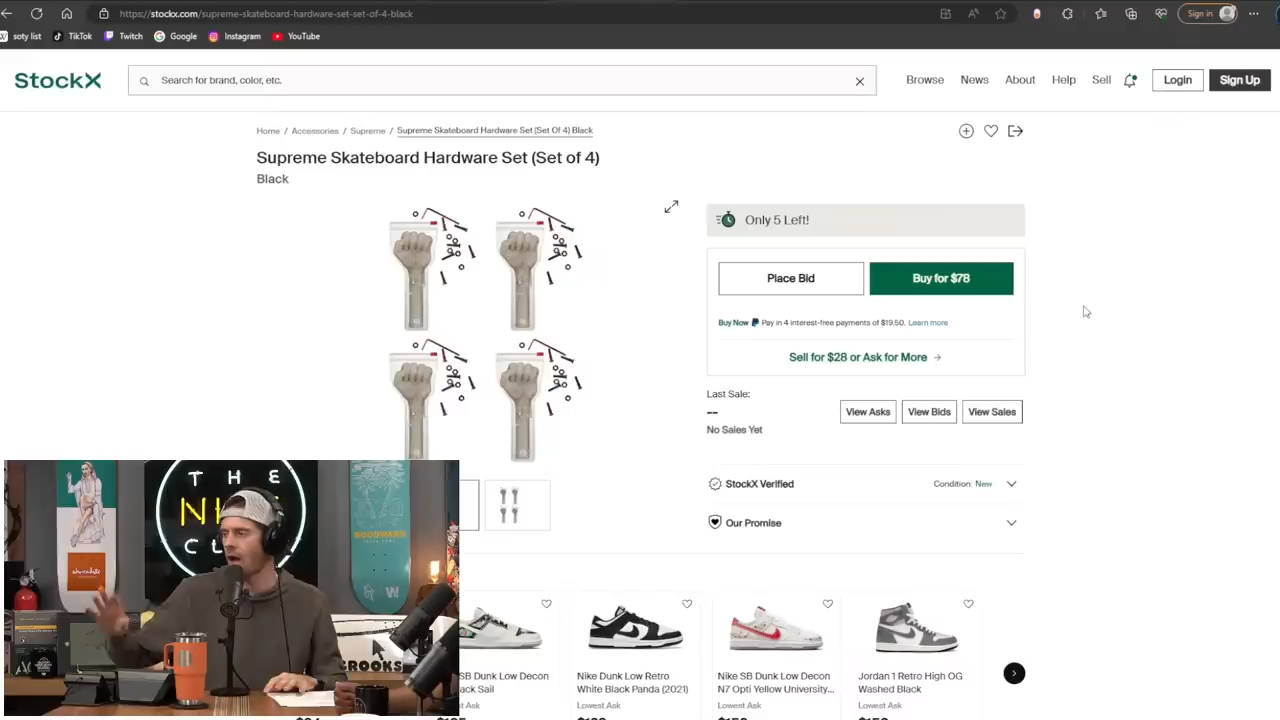 https://stockx.com/supreme-skateboard-hardware-set-set-of-4-black
Sign in
soty list TikTok Twitch Google Instagram YouTube
StockX
Search for brand, color, etc.
Browse News About Help Sell Login Sign Up
Home / Accessories / Supreme / Supreme Skateboard Hardware Set (Set Of 4) Black
Supreme Skateboard Hardware Set (Set of 4)
Black
Only 5 Left!
Place Bid Buy for $78
Buy Now Pay in 4 interest-free payments of $19.50. Learn more
Sell for $28 or Ask for More
Last Sale:
--
No Sales Yet
View Asks View Bids View Sales
StockX Verified Condition: New
Our Promise
THE
WOODWARD
CROOKS
SB Dunk Low Decon
Nike Dunk Low Retro
White Black Panda (2021)
Lowest Ask
Nike SB Dunk Low Decon
N7 Opti Yellow University...
Lowest Ask
Jordan 1 Retro High OG
Washed Black
Lowest Ask